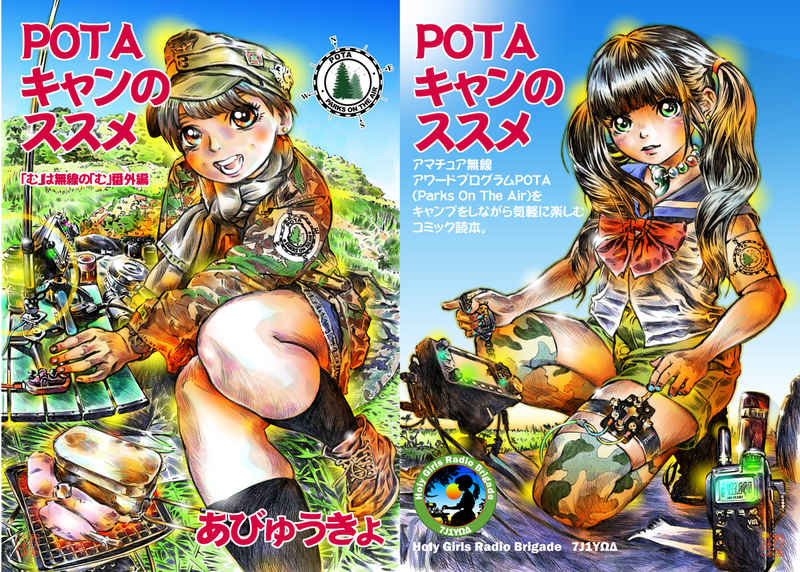 POTA
キャンの
ススメ
「む」は無線の「む」番外編
POTA
PARKS ON THE AIR
N
E
S
W
あびゅうきょ
POTA
キャンの
ススメ
アマチュア無線
アワードプログラムPOTA
(Parks On The Air)を
キャンプをしながら気軽に楽しむ
コミック読本。
Holy Girls Radio Brigade
7J1YΩΔ
Holy Girls Radio Brigade 7J1YΩΔ